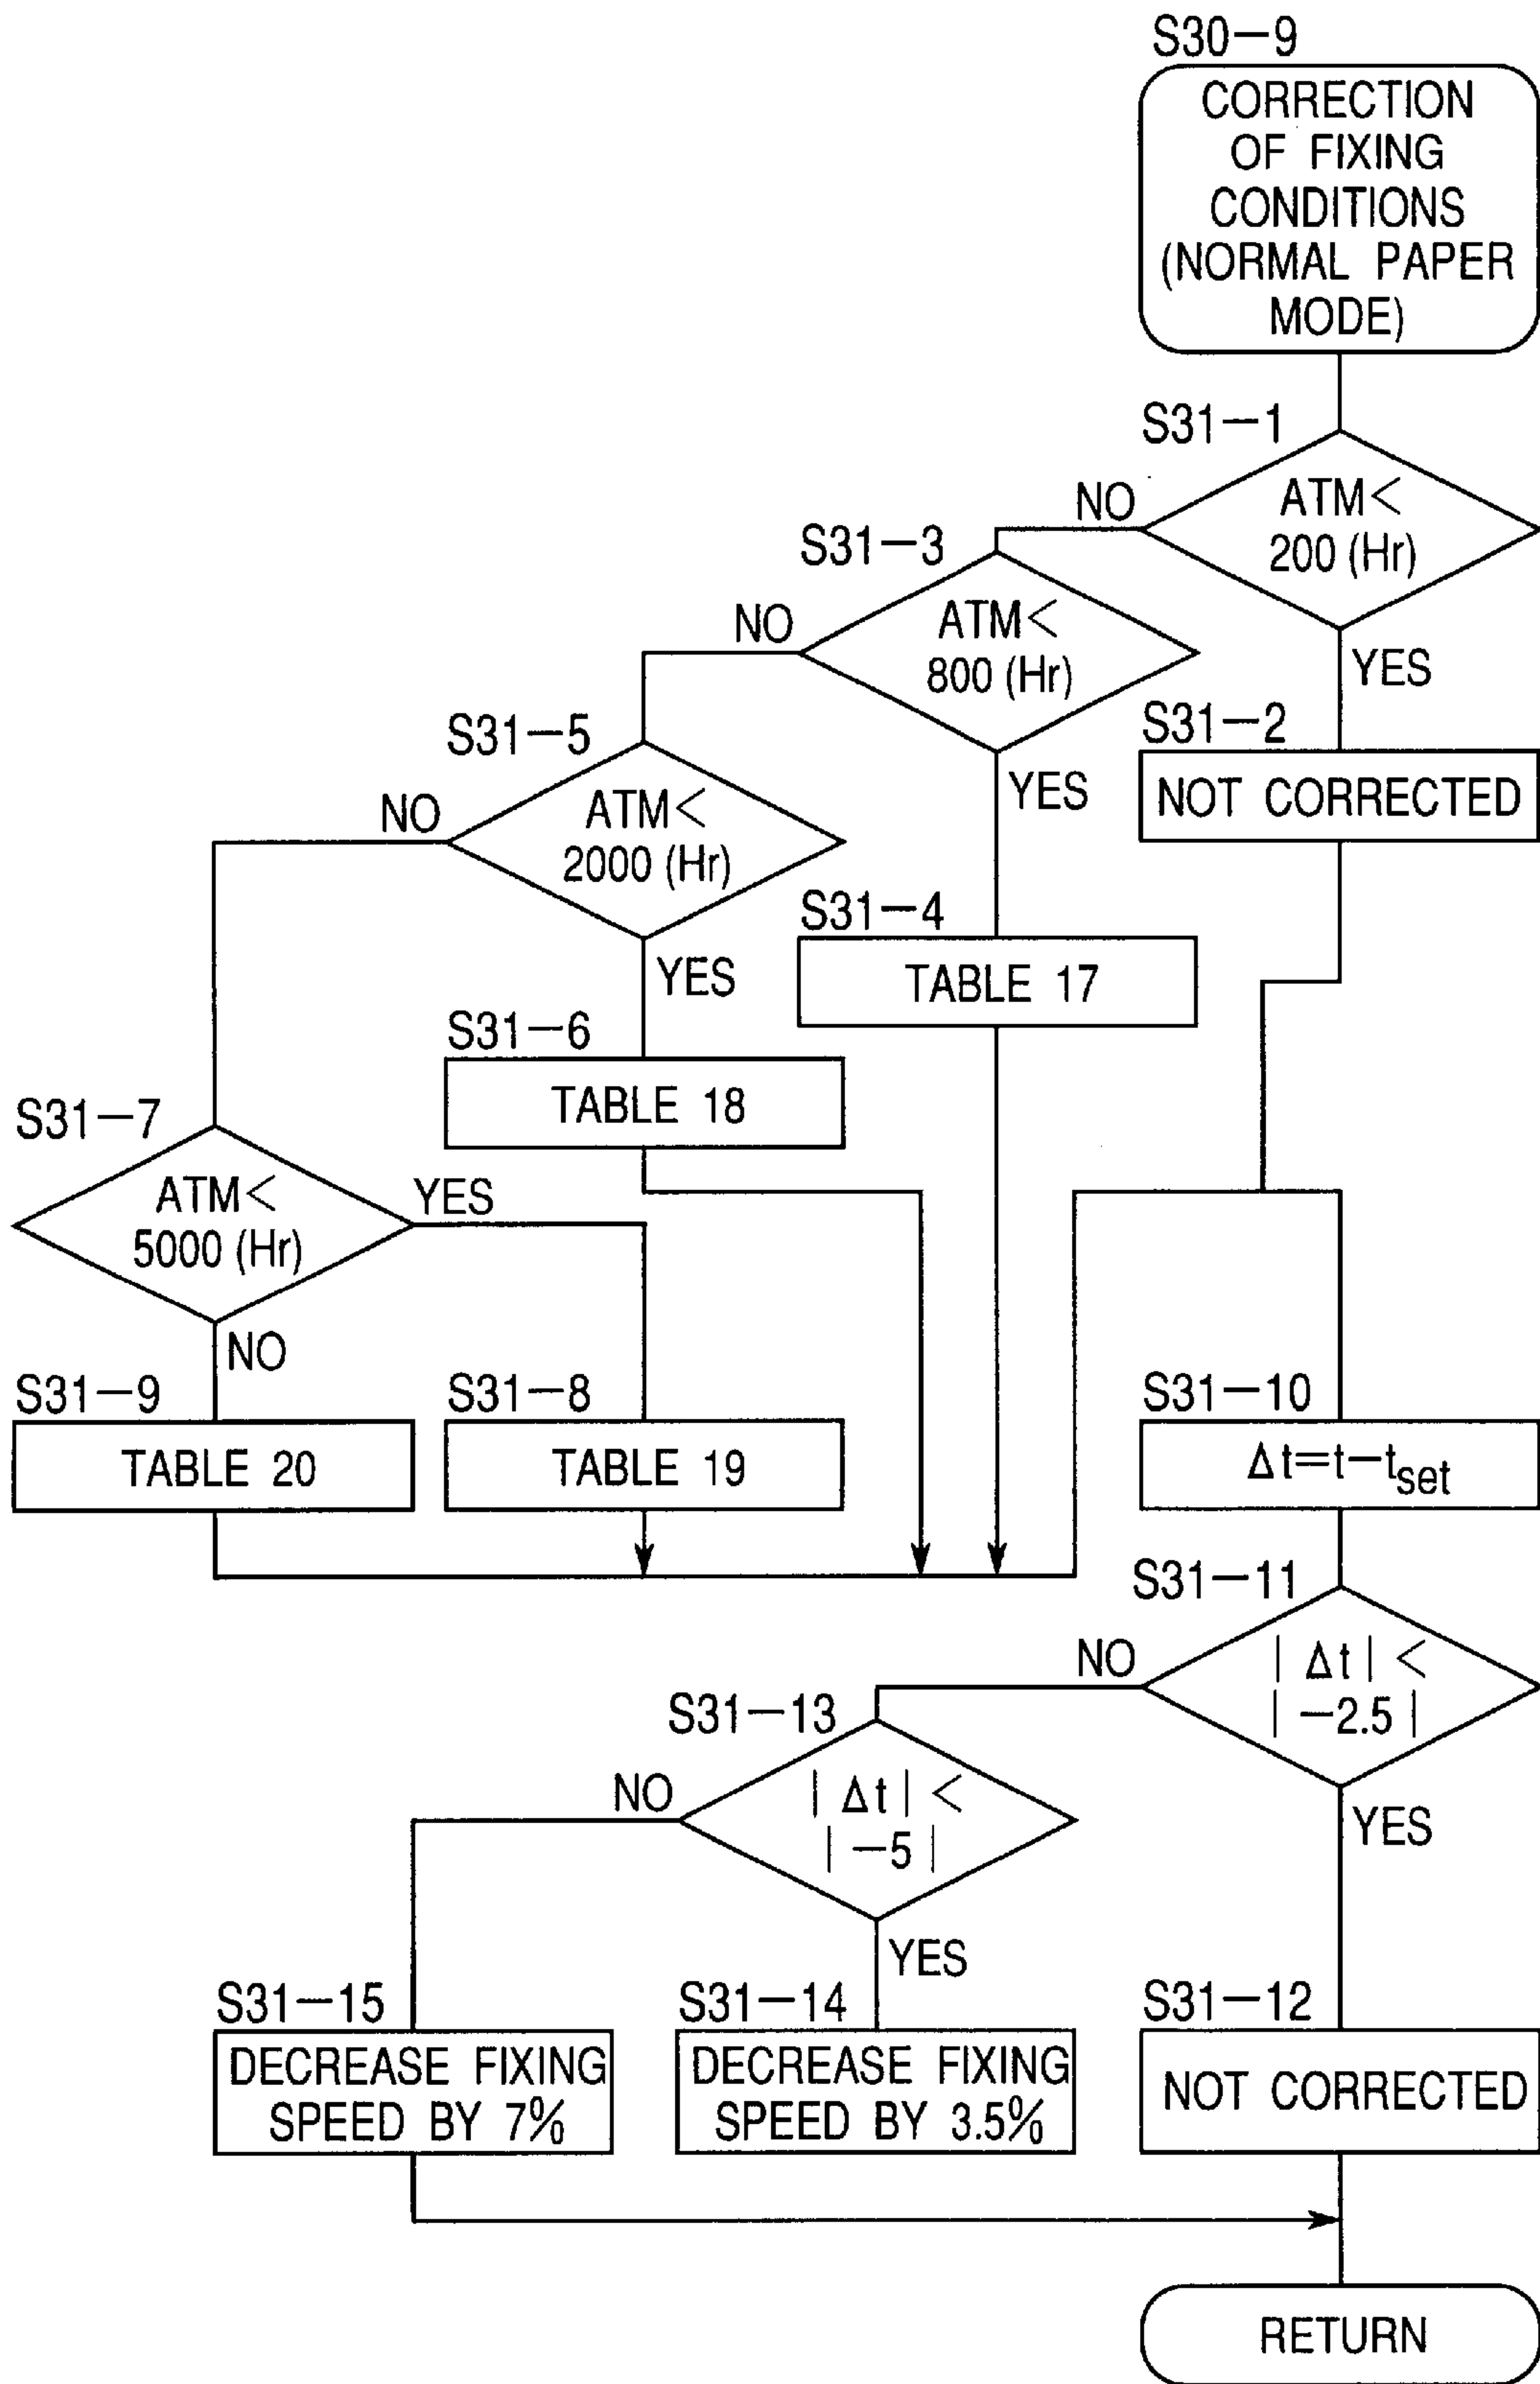 S30-9
CORRECTION
OF FIXING
CONDITIONS
(NORMAL PAPER
MODE)
S31-1
ATM<
200 (Hr)
NO
YES
S31-2
NOT CORRECTED
S31-3
ATM<
800 (Hr)
NO
YES
S31-4
TABLE 17
S31-5
ATM<
2000 (Hr)
NO
YES
S31-6
TABLE 18
S31-7
ATM<
5000 (Hr)
YES
NO
S31-9
TABLE 20
S31-8
TABLE 19
S31-10
Δt=t-tset
S31-11
| Δt | <
| -2.5 |
NO
YES
S31-13
| Δt | <
| -5 |
NO
YES
S31-15
DECREASE FIXING
SPEED BY 7%
S31-14
DECREASE FIXING
SPEED BY 3.5%
S31-12
NOT CORRECTED
RETURN